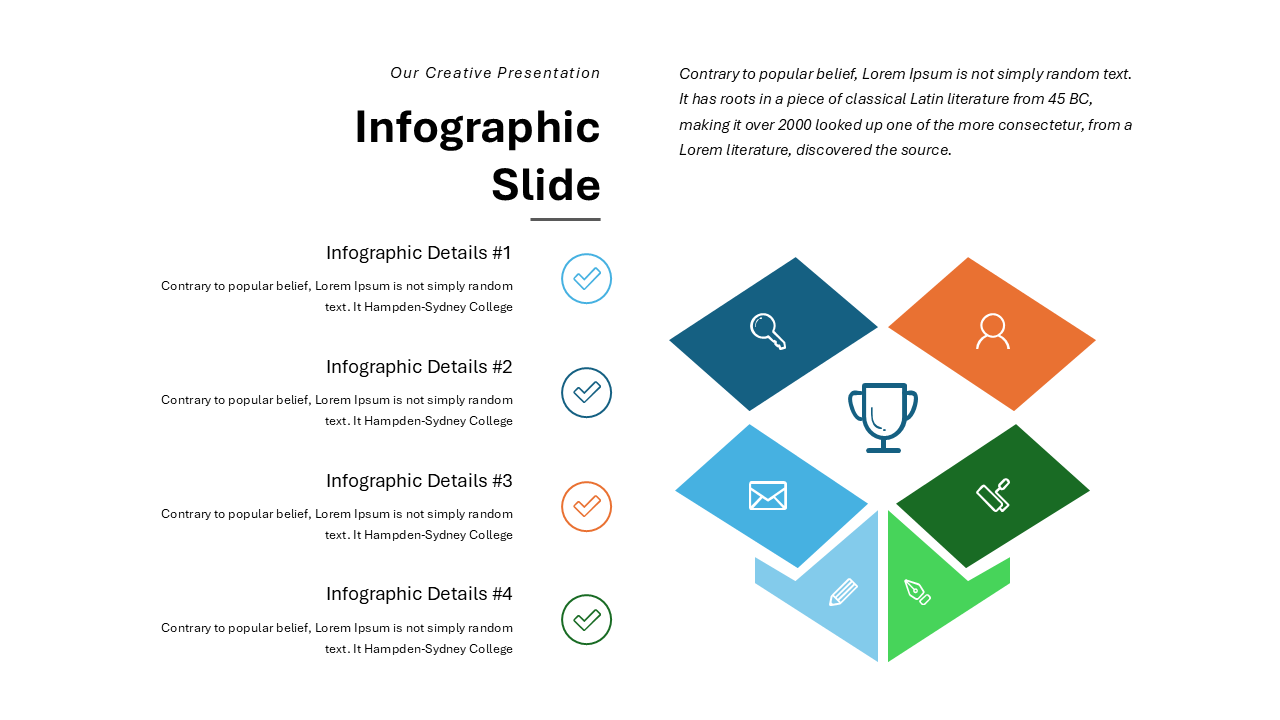 Our Creative Presentation
Infographic
Slide
Contrary to popular belief, Lorem Ipsum is not simply random text.
It has roots in a piece of classical Latin literature from 45 BC,
making it over 2000 looked up one of the more consectetur, from a
Lorem literature, discovered the source.
Infographic Details #1
Contrary to popular belief, Lorem Ipsum is not simply random
text. It Hampden-Sydney College
Infographic Details #2
Contrary to popular belief, Lorem Ipsum is not simply random
text. It Hampden-Sydney College
Infographic Details #3
Contrary to popular belief, Lorem Ipsum is not simply random
text. It Hampden-Sydney College
Infographic Details #4
Contrary to popular belief, Lorem Ipsum is not simply random
text. It Hampden-Sydney College